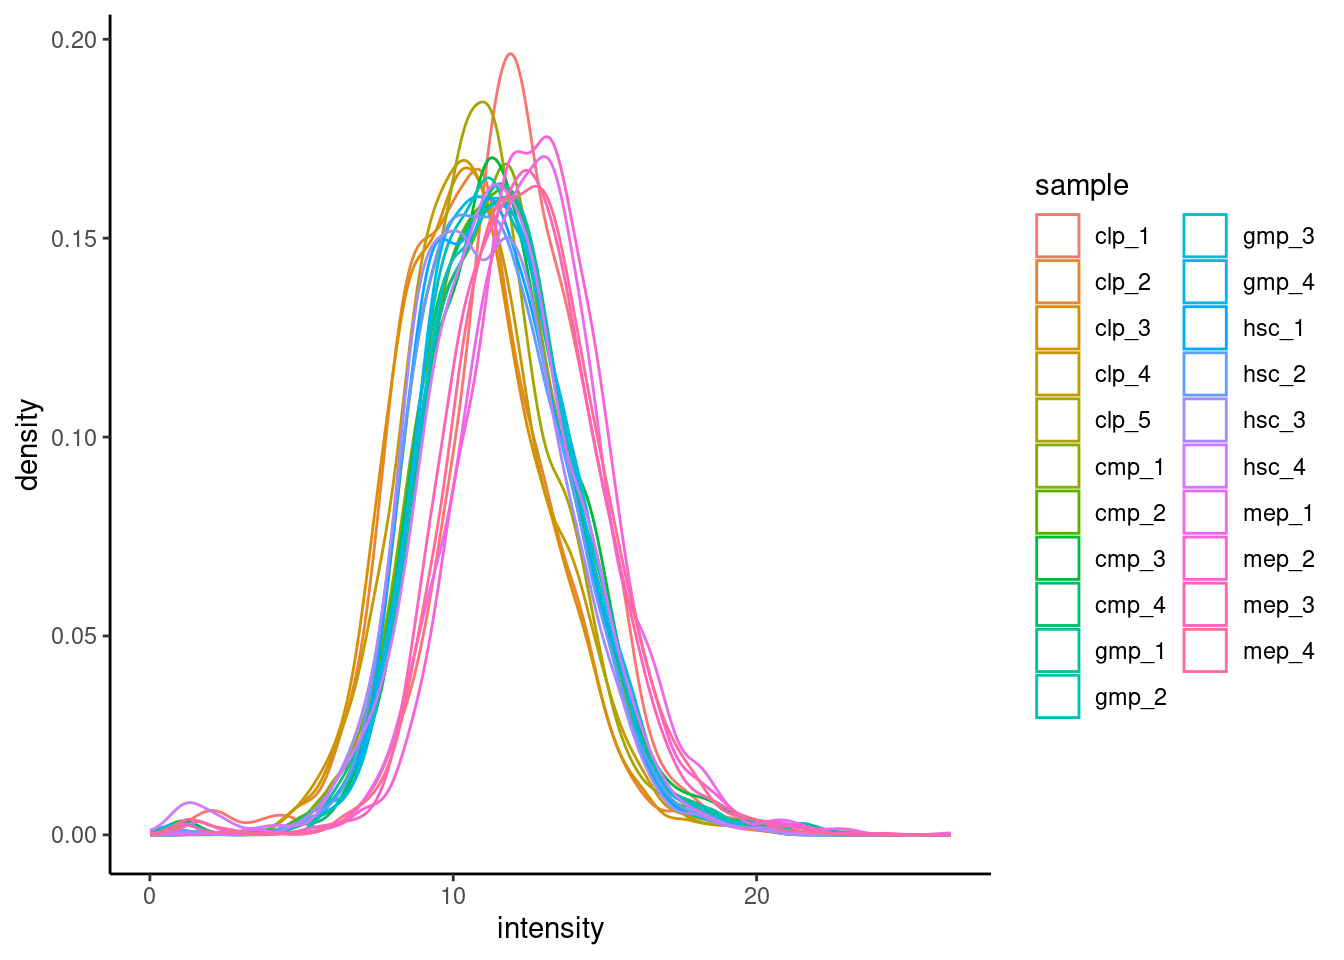 0.20
0.15
0.10
0.05
0.00
density
0
10
20
intensity
sample
clp_1
clp_2
clp_3
clp_4
clp_5
cmp_1
cmp_2
cmp_3
cmp_4
gmp_1
gmp_2
gmp_3
gmp_4
hsc_1
hsc_2
hsc_3
hsc_4
mep_1
mep_2
mep_3
mep_4